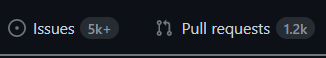 Issues 5k+ Pull requests 1.2k